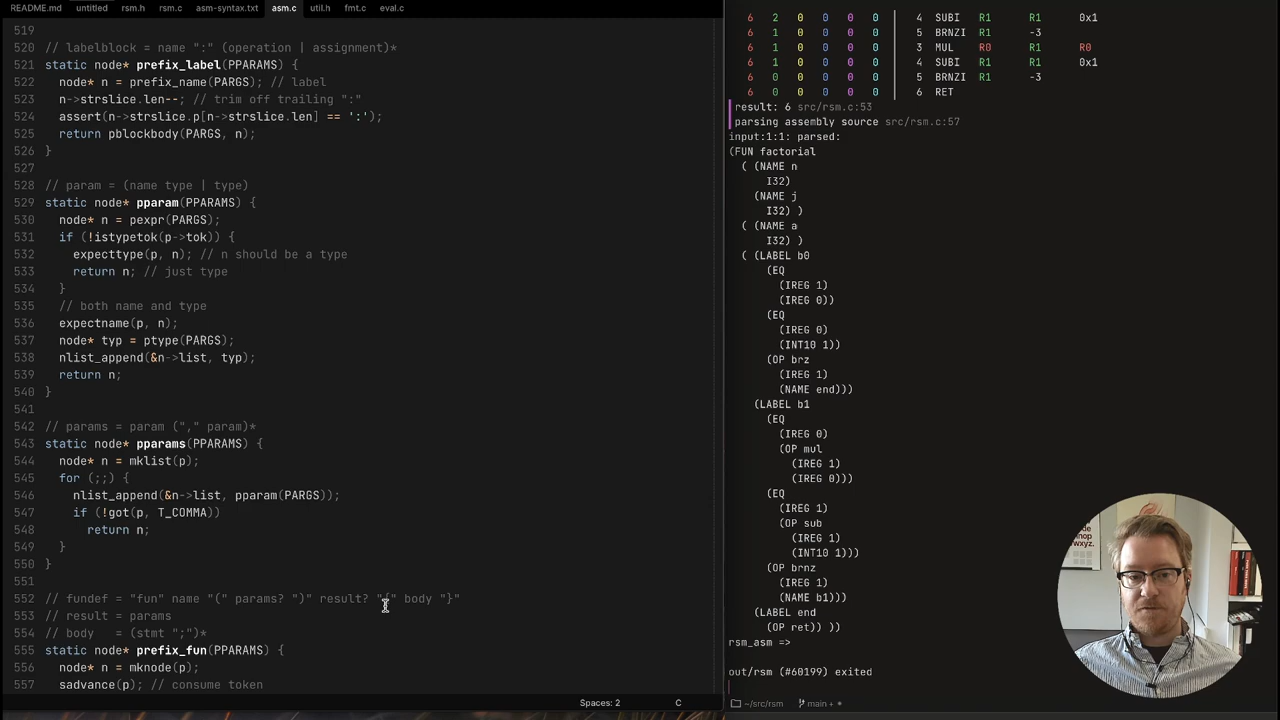 README.md untitled rsm.h rsm.c asm-syntax.txt asm.c util.h fmt.c eval.c
519
520 // labelblock = name ":" (operation | assignment)*
521 static node* prefix_label(PPARAMS) {
522 node* n = prefix_name(PARGS); // label
523 n->strslice.len--; // trim off trailing ":"
524 assert(n->strslice.p[n->strslice.len] == ':');
525 return pblockbody(PARGS, n);
526 }
527
528 // param = (name type | type)
529 static node* pparam(PPARAMS) {
530 node* n = pexpr(PARGS);
531 if (!istypetok(p->tok)) {
532 expecttype(p, n); // n should be a type
533 return n; // just type
534 }
535 // both name and type
536 expectname(p, n);
537 node* typ = ptype(PARGS);
538 nlist_append(&n->list, typ);
539 return n;
540 }
541
542 // params = param ("," param)*
543 static node* pparams(PPARAMS) {
544 node* n = mklist(p);
545 for (;;) {
546 nlist_append(&n->list, pparam(PARGS));
547 if (!got(p, T_COMMA))
548 return n;
549 }
550 }
551
552 // fundef = "fun" name "(" params? ")" result? "{" body "}"
553 // result = params
554 // body = (stmt ";")*
555 static node* prefix_fun(PPARAMS) {
556 node* n = mknode(p);
557 sadvance(p); // consume token
Spaces: 2 C
6 2 0 0 0 0 4 SUBI R1 R1 0x1
6 1 0 0 0 0 5 BRNZI R1 -3
6 1 0 0 0 0 3 MUL R0 R1 R0
6 1 0 0 0 0 4 SUBI R1 R1 0x1
6 0 0 0 0 0 5 BRNZI R1 -3
6 0 0 0 0 0 6 RET
result: 6 src/rsm.c:53
parsing assembly source src/rsm.c:57
input:1:1: parsed:
(FUN factorial
( (NAME n
I32)
(NAME j
I32) )
( (NAME a
I32) )
( (LABEL b0
(EQ
(IREG 1)
(IREG 0))
(EQ
(IREG 0)
(INT10 1))
(OP brz
(IREG 1)
(NAME end)))
(LABEL b1
(EQ
(IREG 0)
(OP mul
(IREG 1)
(IREG 0)))
(EQ
(IREG 1)
(OP sub
(IREG 1)
(INT10 1)))
(OP brnz
(IREG 1)
(NAME b1)))
(LABEL end
(OP ret)) ))
rsm_asm =>
out/rsm (#60199) exited
~/src/rsm main + *